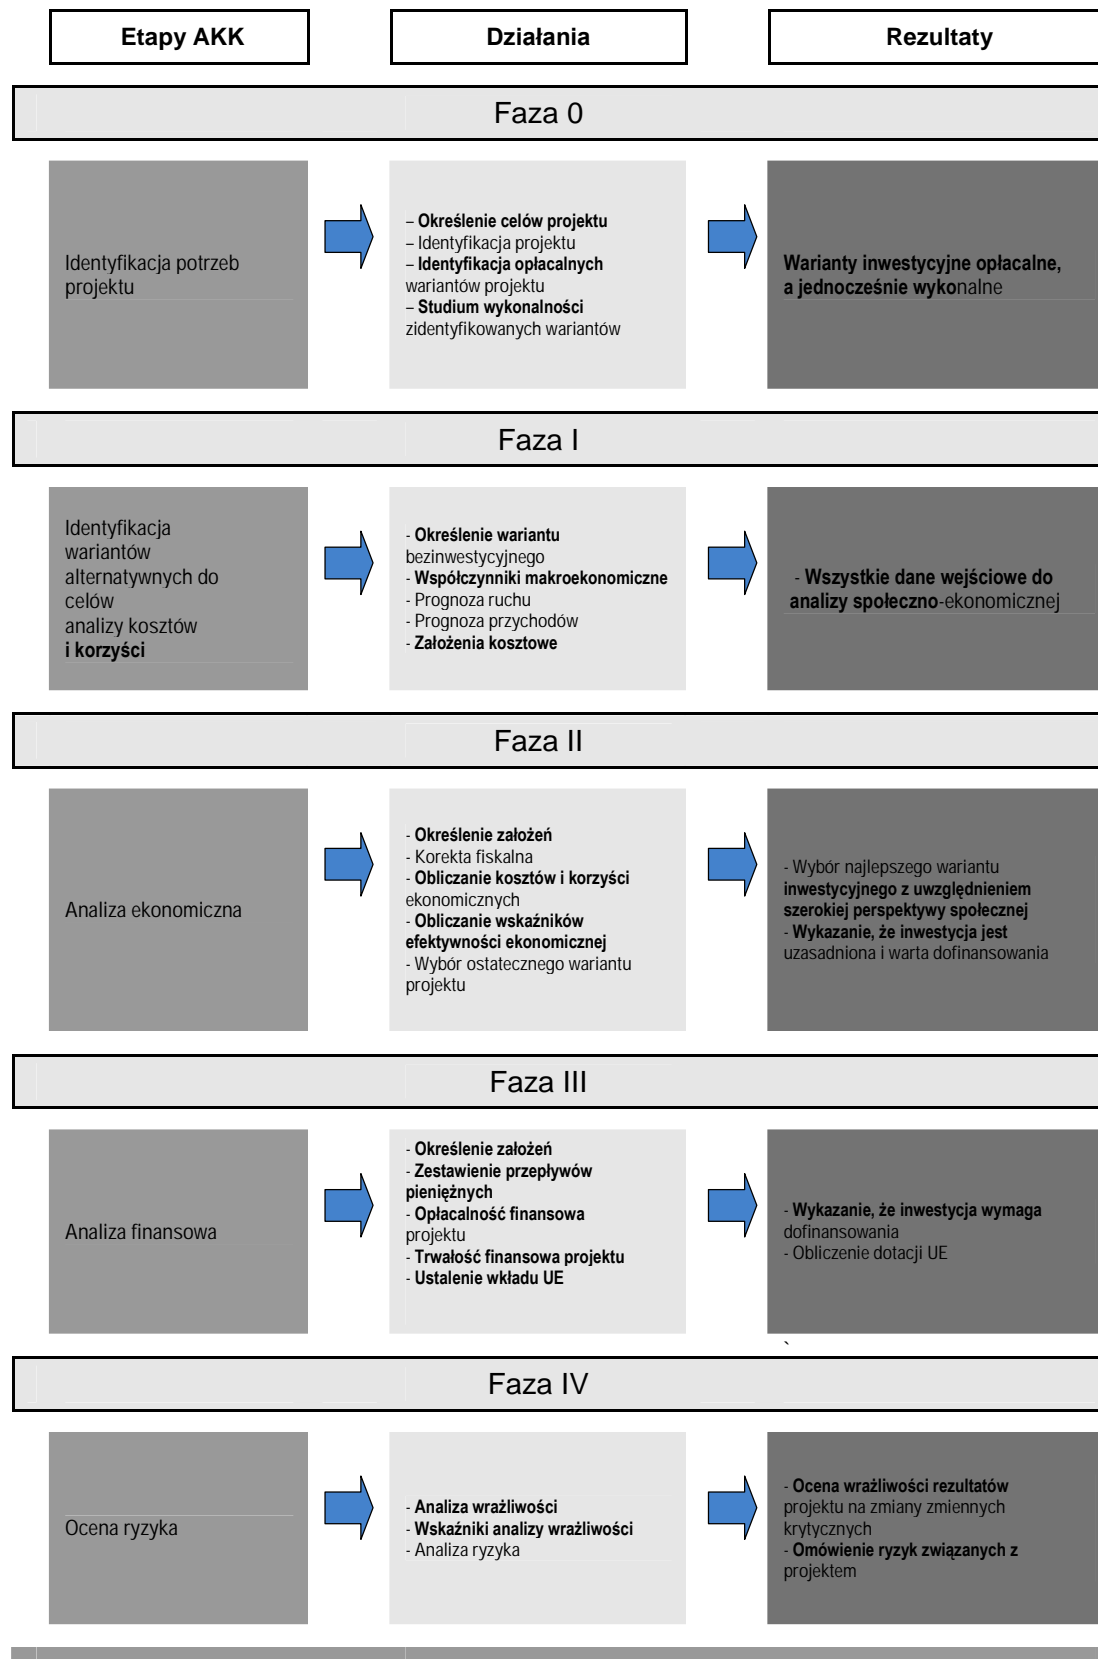 Etapy AKK
Działania
Rezultaty
Faza 0
Identyfikacja potrzeb
projektu
– Określenie celów projektu
– Identyfikacja projektu
– Identyfikacja opłacalnych
wariantów projektu
– Studium wykonalności
zidentyfikowanych wariantów
Warianty inwestycyjne opłacalne,
a jednocześnie wykonalne
Faza I
Identyfikacja
wariantów
alternatywnych do
celów
analizy kosztów
i korzyści
- Określenie wariantu
bezinwestycyjnego
- Współczynniki makroekonomiczne
- Prognoza ruchu
- Prognoza przychodów
- Założenia kosztowe
- Wszystkie dane wejściowe do
analizy społeczno-ekonomicznej
Faza II
Analiza ekonomiczna
- Określenie założeń
- Korekta fiskalna
- Obliczanie kosztów i korzyści
ekonomicznych
- Obliczanie wskaźników
efektywności ekonomicznej
- Wybór ostatecznego wariantu
projektu
- Wybór najlepszego wariantu
inwestycyjnego z uwzględnieniem
szerokiej perspektywy społecznej
- Wykazanie, że inwestycja jest
uzasadniona i warta dofinansowania
Faza III
Analiza finansowa
- Określenie założeń
- Zestawienie przepływów
pieniężnych
- Opłacalność finansowa
projektu
- Trwałość finansowa projektu
- Ustalenie wkładu UE
- Wykazanie, że inwestycja wymaga
dofinansowania
- Obliczenie dotacji UE
`
Faza IV
Ocena ryzyka
- Analiza wrażliwości
- Wskaźniki analizy wrażliwości
- Analiza ryzyka
- Ocena wrażliwości rezultatów
projektu na zmiany zmiennych
krytycznych
- Omówienie ryzyk związanych z
projektem